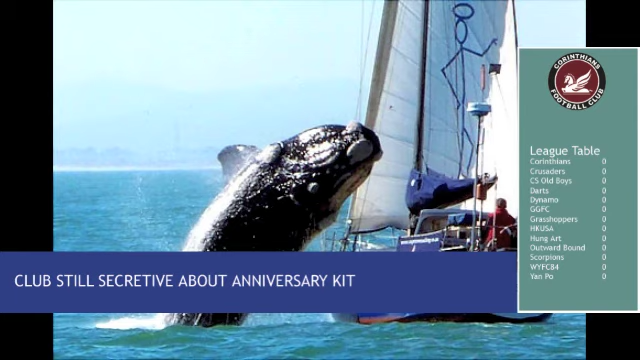 CORINTHIANS
FOOTBALL CLUB
League Table
Corinthians 0
Crusaders 0
CS Old Boys 0
Darts 0
Dynamo 0
GGFC 0
Grasshoppers 0
HKUSA 0
Hung Art 0
Outward Bound 0
Scorpions 0
WYFC84 0
Yan Po 0
CLUB STILL SECRETIVE ABOUT ANNIVERSARY KIT